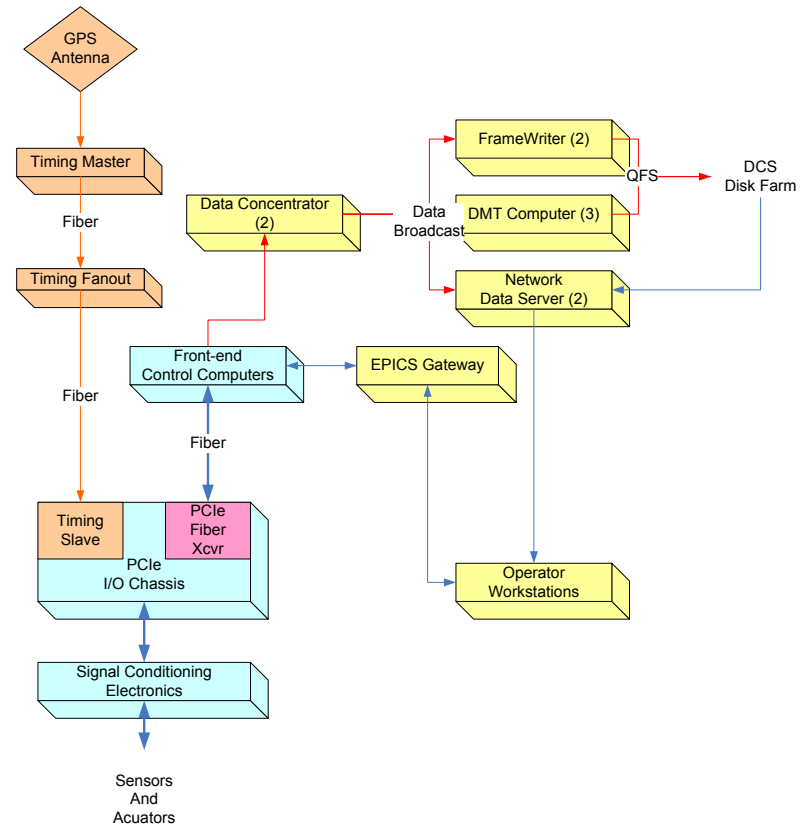 GPS
Antenna
Timing Master
Fiber
Timing Fanout
Fiber
Timing
Slave
PCIe
Fiber
Xcvr
PCIe
I/O Chassis
Signal Conditioning
Electronics
Sensors
And
Acuators
Front-end
Control Computers
Fiber
Data Concentrator
(2)
Data
Broadcast
FrameWriter (2)
DMT Computer (3)
QFS
DCS
Disk Farm
Network
Data Server (2)
EPICS Gateway
Operator
Workstations